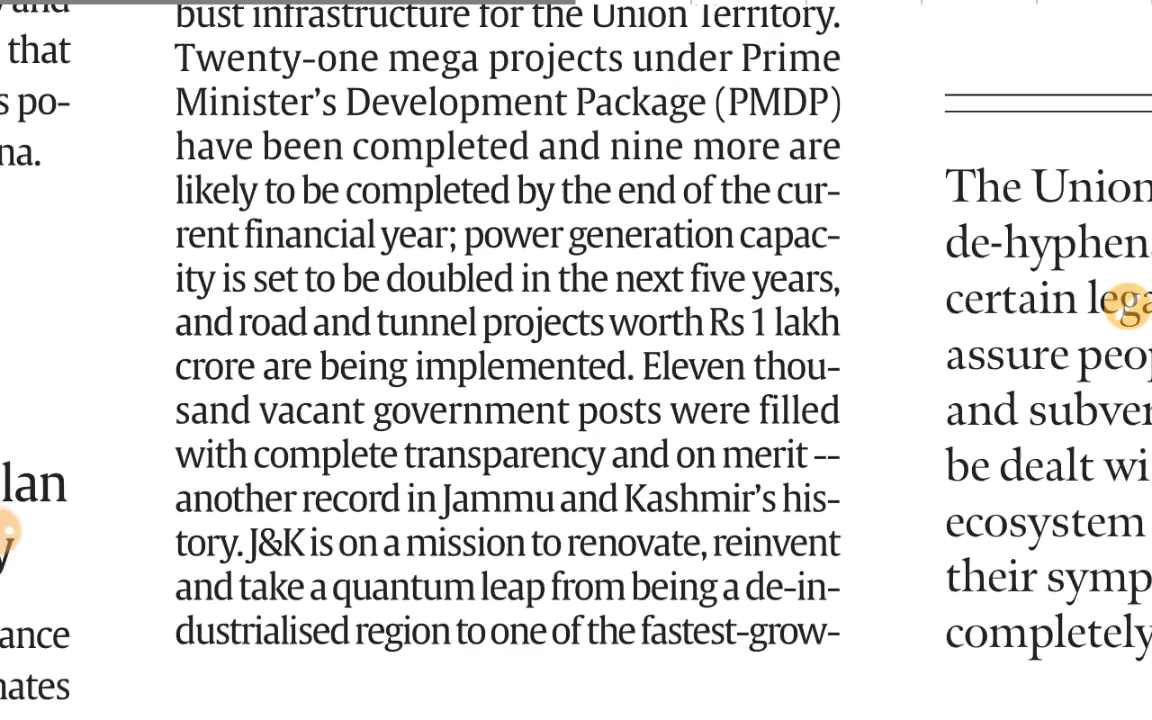 that
s po-
na.
lan
y
ance
nates
bust infrastructure for the Union Territory.
Twenty-one mega projects under Prime
Minister's Development Package (PMDP)
have been completed and nine more are
likely to be completed by the end of the cur-
rent financial year; power generation capac-
ity is set to be doubled in the next five years,
and road and tunnel projects worth Rs 1 lakh
crore are being implemented. Eleven thou-
sand vacant government posts were filled
with complete transparency and on merit --
another record in Jammu and Kashmir's his-
tory. J&K is on a mission to renovate, reinvent
and take a quantum leap from being a de-in-
dustrialised region to one of the fastest-grow-
The Union
de-hyphen
certain lega
assure peop
and subver
be dealt wi
ecosystem
their symp
completely